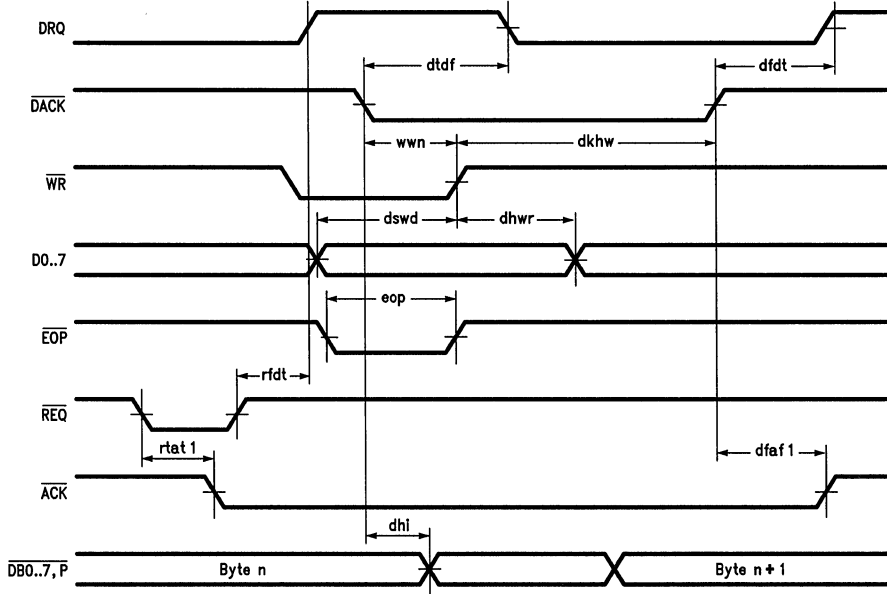 DRQ
dtdf
dfdt
DACK
wwn
dkhw
WR
dswd
dhwr
D0..7
eop
EOP
rfdt
REQ
rtat 1
dfaf 1
ACK
dhi
DB0..7, P
Byte n
Byte n + 1